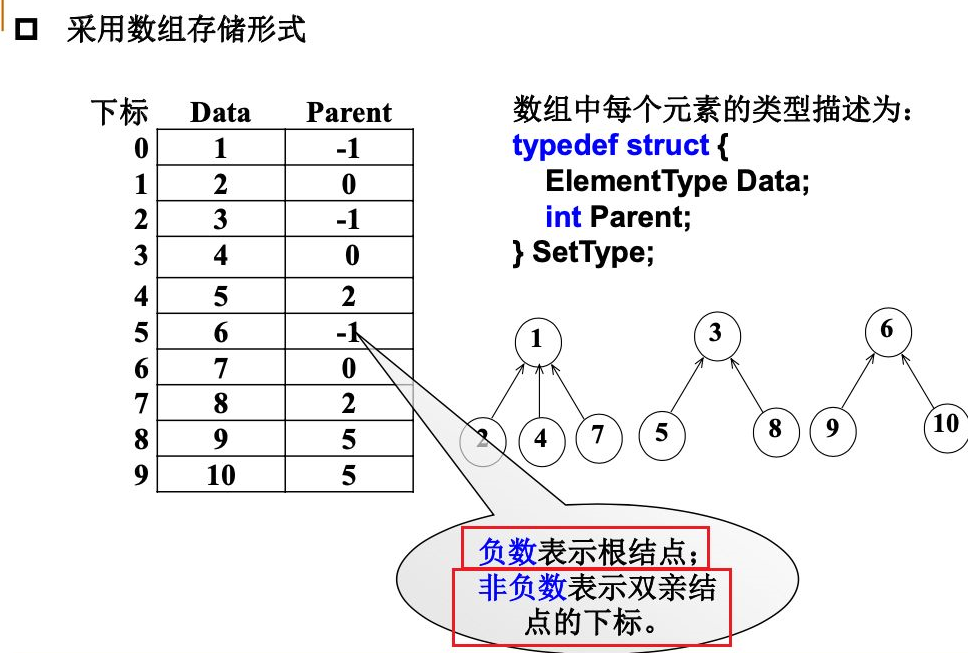 采用数组存储形式
下标 Data Parent
0 1 -1
1 2 0
2 3 -1
3 4 0
4 5 2
5 6 -1
6 7 0
7 8 2
8 9 5
9 10 5
数组中每个元素的类型描述为：
typedef struct {
ElementType Data;
int Parent;
} SetType;
1 3 6
2 4 7 5 8 9 10
负数表示根结点；
非负数表示双亲结
点的下标。